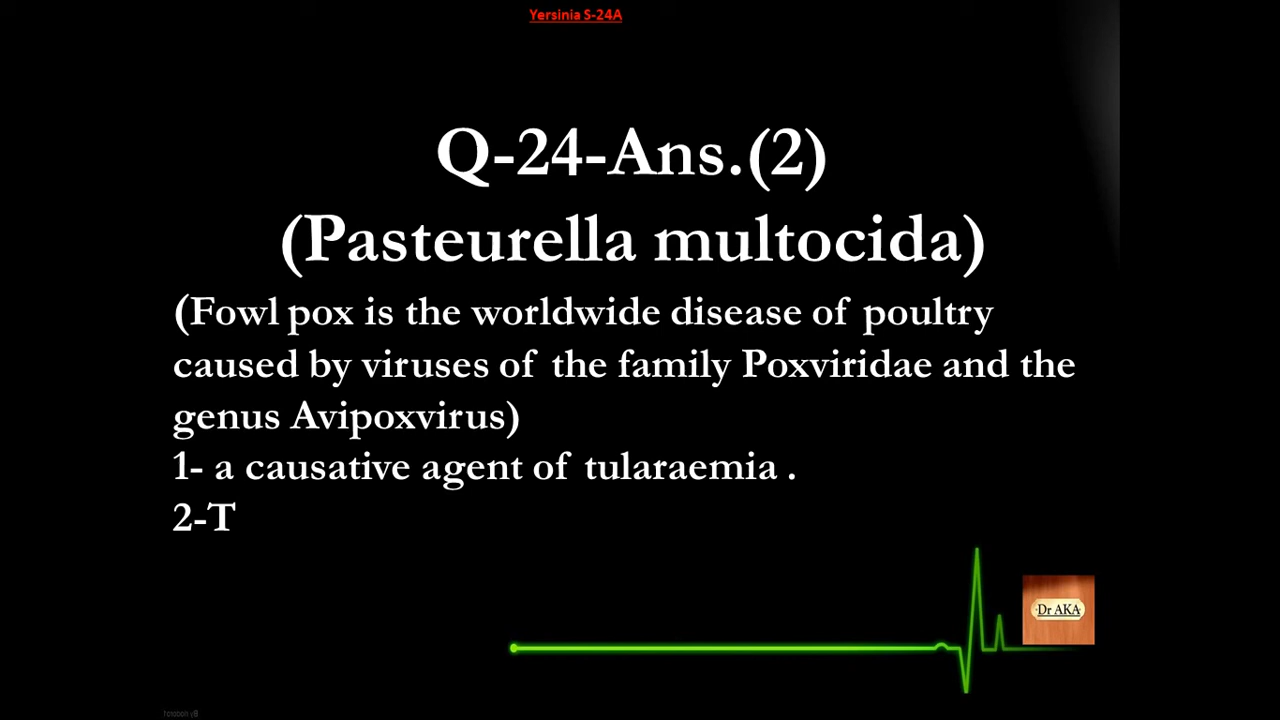 Yersinia S-24A
Q-24-Ans.(2)
(Pasteurella multocida)
(Fowl pox is the worldwide disease of poultry
caused by viruses of the family Poxviridae and the
genus Avipoxvirus)
1- a causative agent of tularaemia .
2-T
Dr AKA